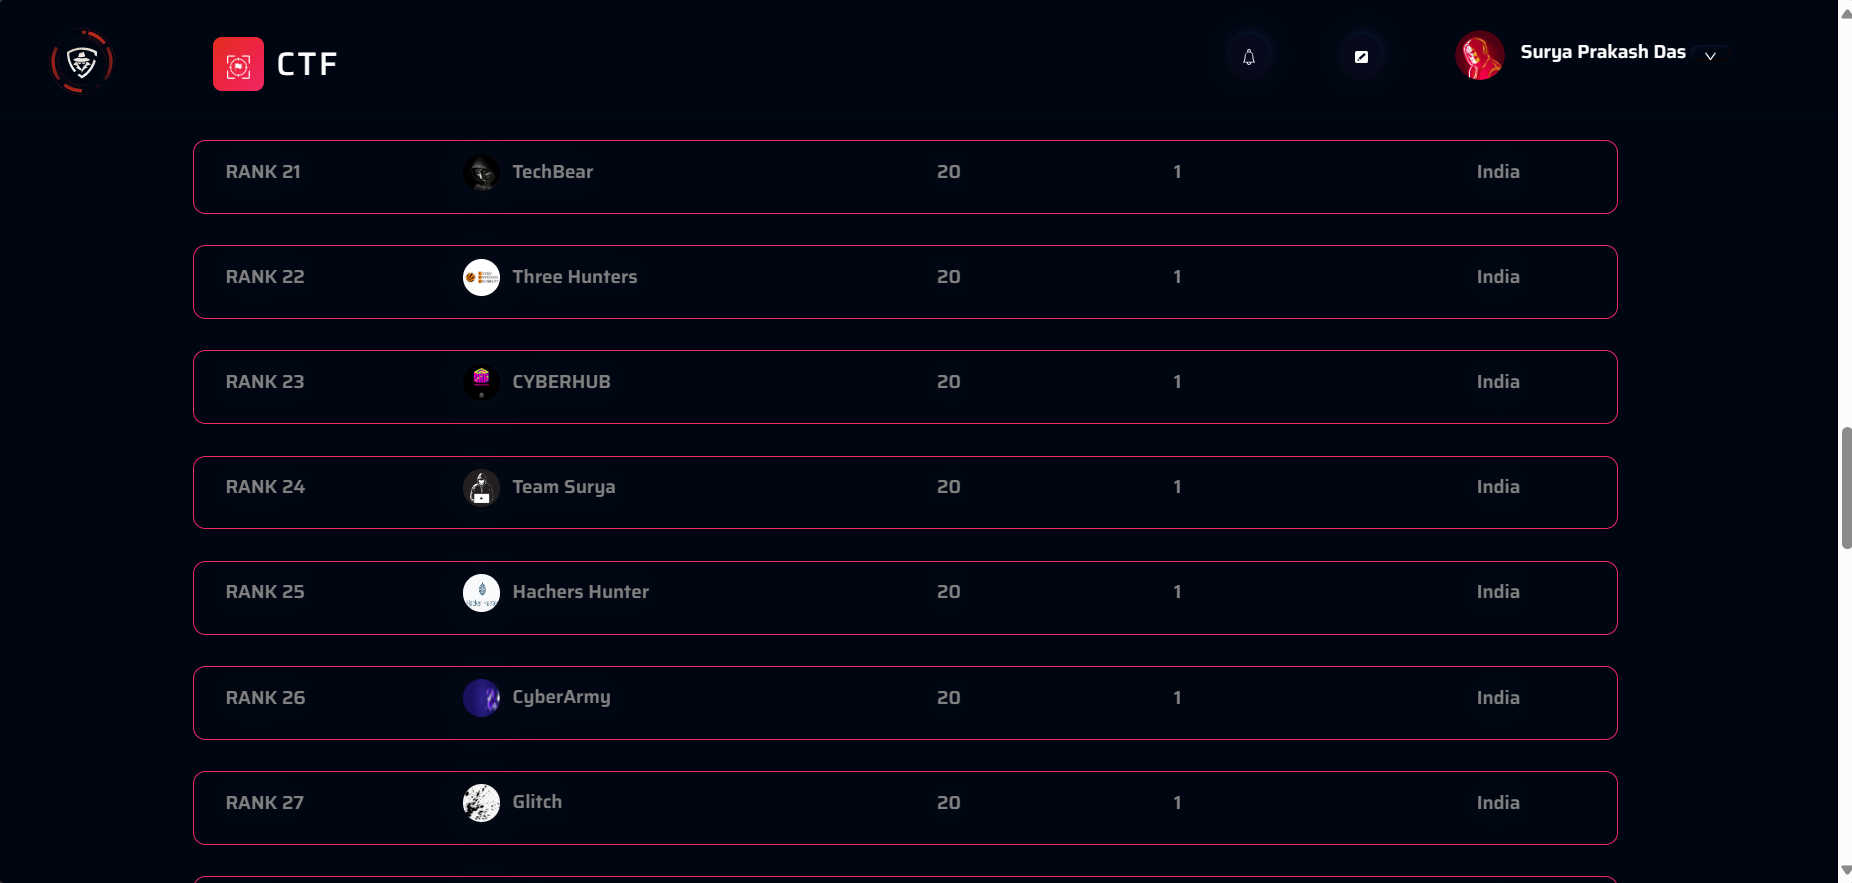 CTF
Surya Prakash Das
RANK 21 TechBear 20 1 India
RANK 22 Three Hunters 20 1 India
RANK 23 CYBERHUB 20 1 India
RANK 24 Team Surya 20 1 India
RANK 25 Hachers Hunter 20 1 India
RANK 26 CyberArmy 20 1 India
RANK 27 Glitch 20 1 India